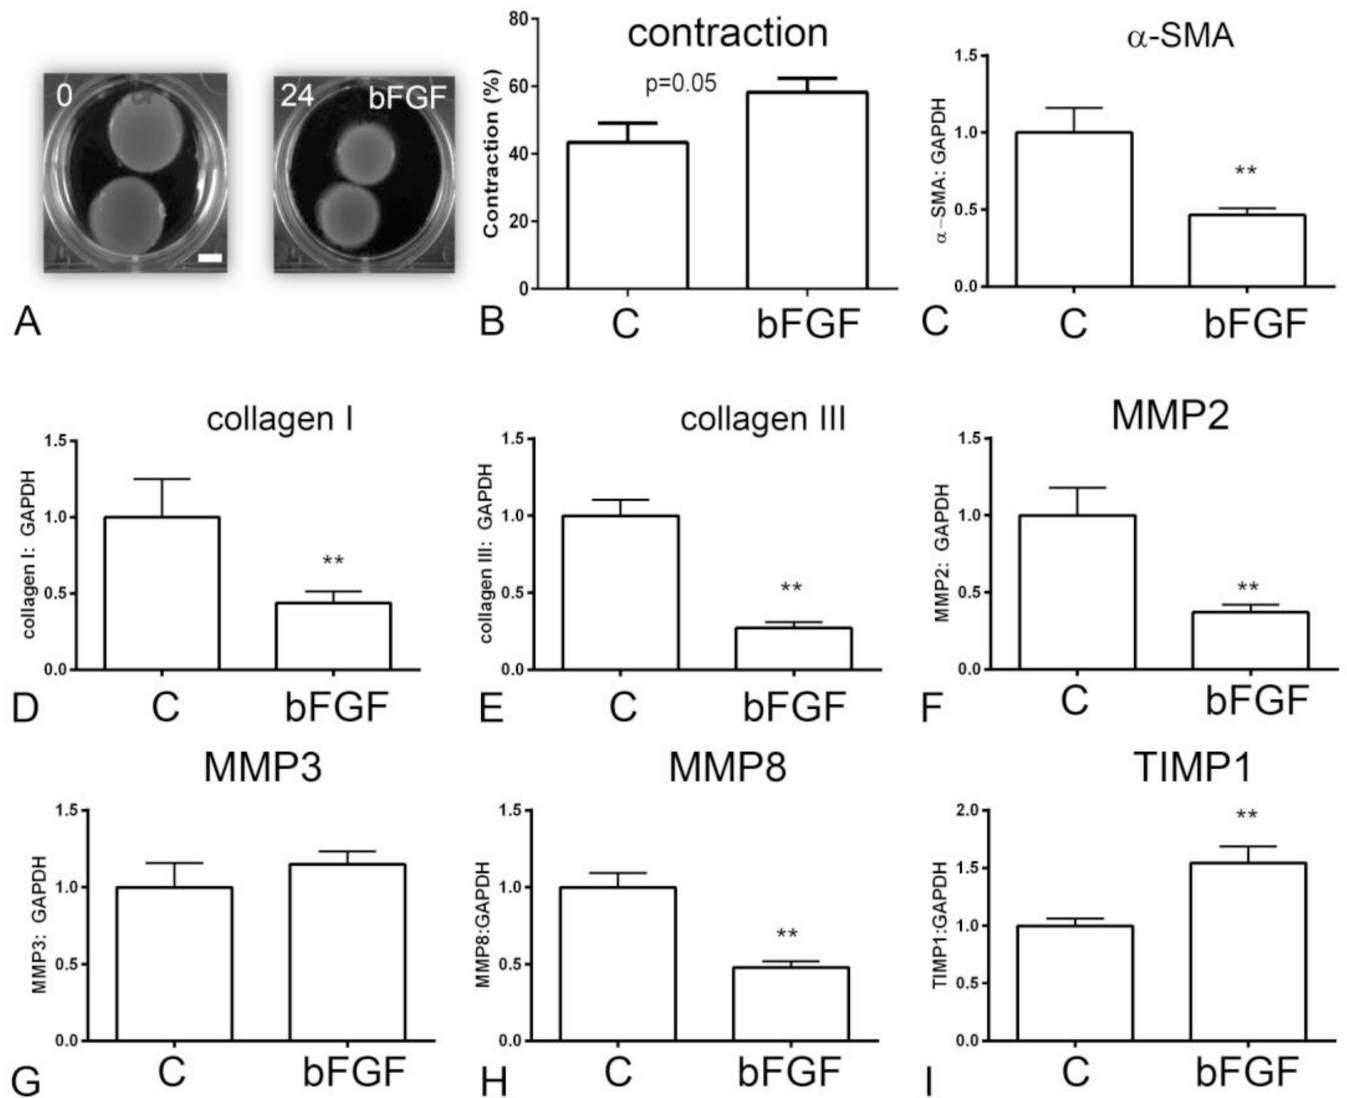 0
24 bFGF
A
contraction
p=0.05
Contraction (%)
80
60
40
20
0
C bFGF
B
α-SMA
α-SMA: GAPDH
1.5
1.0
0.5
0.0
**
C bFGF
C
collagen I
collagen I: GAPDH
1.5
1.0
0.5
0.0
**
C bFGF
D
collagen III
collagen III: GAPDH
1.5
1.0
0.5
0.0
**
C bFGF
E
MMP2
MMP2: GAPDH
1.5
1.0
0.5
0.0
**
C bFGF
F
MMP3
MMP3: GAPDH
1.5
1.0
0.5
0.0
C bFGF
G
MMP8
MMP8:GAPDH
1.5
1.0
0.5
0.0
**
C bFGF
H
TIMP1
TIMP1:GAPDH
2.0
1.5
1.0
0.5
0.0
**
C bFGF
I